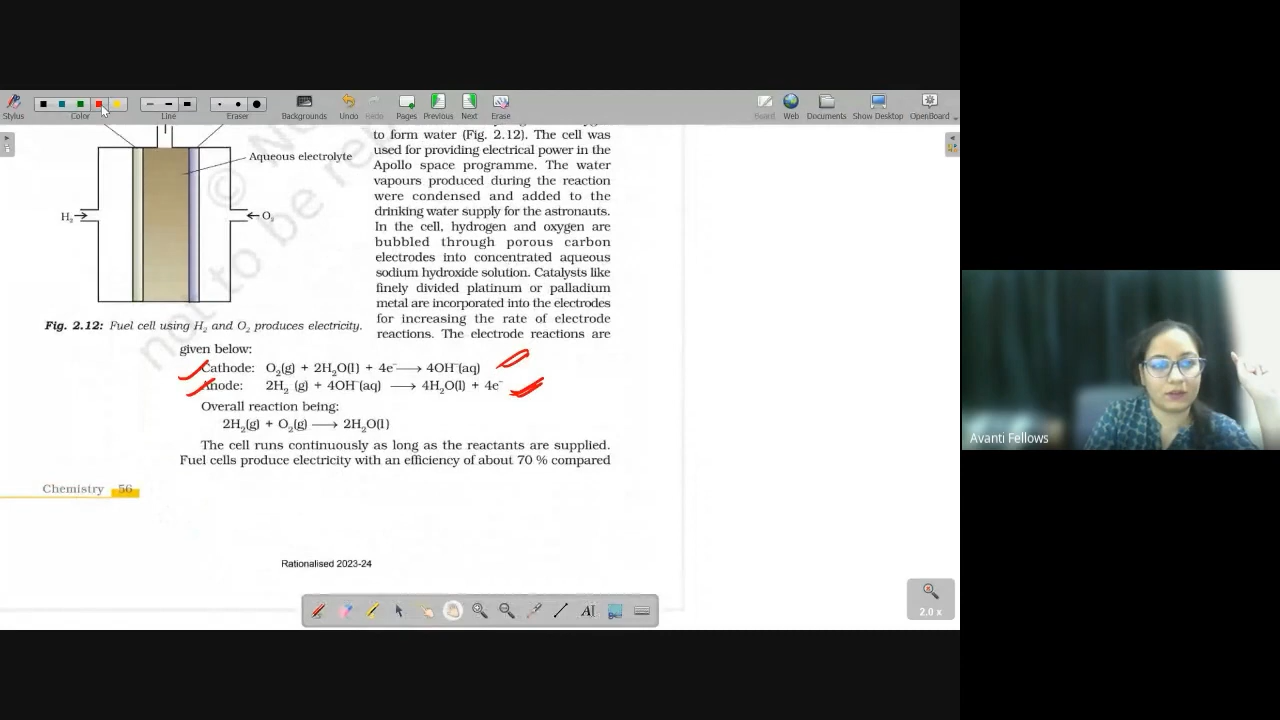 Stylus
Color
Line
Eraser
Backgrounds
Undo
Redo
Pages
Previous
Next
Erase
Board
Web
Documents
Show Desktop
OpenBoard
to form water (Fig. 2.12). The cell was
used for providing electrical power in the
Apollo space programme. The water
vapours produced during the reaction
were condensed and added to the
drinking water supply for the astronauts.
In the cell, hydrogen and oxygen are
bubbled through porous carbon
electrodes into concentrated aqueous
sodium hydroxide solution. Catalysts like
finely divided platinum or palladium
metal are incorporated into the electrodes
for increasing the rate of electrode
reactions. The electrode reactions are
Aqueous electrolyte
H₂
O₂
Fig. 2.12: Fuel cell using H₂ and O₂ produces electricity.
given below:
Cathode: O₂(g) + 2H₂O(l) + 4e⁻ ⟶ 4OH⁻(aq)
Anode: 2H₂ (g) + 4OH⁻(aq) ⟶ 4H₂O(l) + 4e⁻
Overall reaction being:
2H₂(g) + O₂(g) ⟶ 2H₂O(l)
The cell runs continuously as long as the reactants are supplied.
Fuel cells produce electricity with an efficiency of about 70 % compared
Chemistry 56
Rationalised 2023-24
2.0 x
Avanti Fellows
not to be re